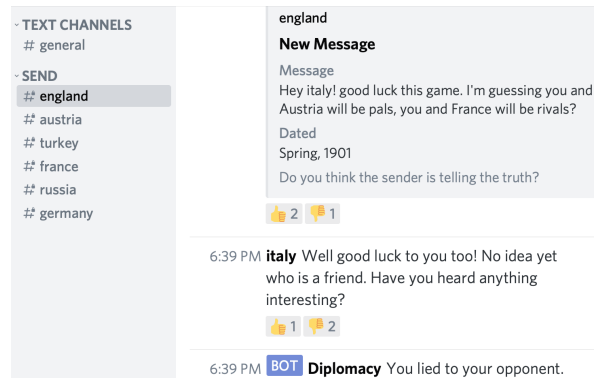 TEXT CHANNELS
# general
SEND
# england
# austria
# turkey
# france
# russia
# germany
england
New Message
Message
Hey italy! good luck this game. I'm guessing you and
Austria will be pals, you and France will be rivals?
Dated
Spring, 1901
Do you think the sender is telling the truth?
2 1
6:39 PM italy Well good luck to you too! No idea yet
who is a friend. Have you heard anything
interesting?
1 2
6:39 PM BOT Diplomacy You lied to your opponent.